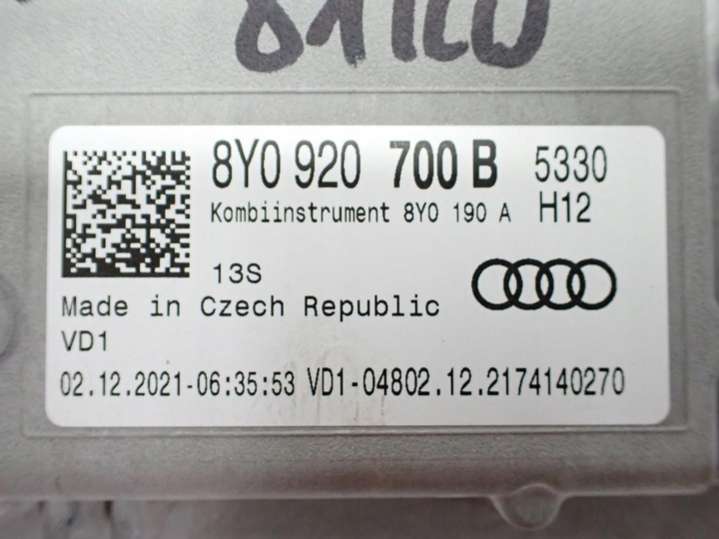 8Y0 920 700 B 5330
Kombiinstrument 8Y0 190 A H12
13S
Made in Czech Republic
VD1
02.12.2021-06:35:53 VD1-04802.12.2174140270